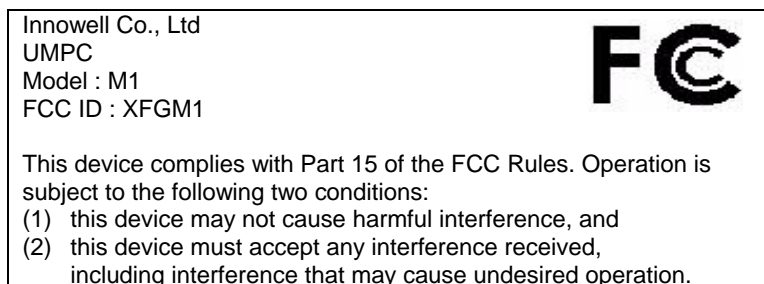 Innowell Co., Ltd
UMPC
Model : M1
FCC ID : XFGM1
FCC
This device complies with Part 15 of the FCC Rules. Operation is
subject to the following two conditions:
(1) this device may not cause harmful interference, and
(2) this device must accept any interference received,
including interference that may cause undesired operation.